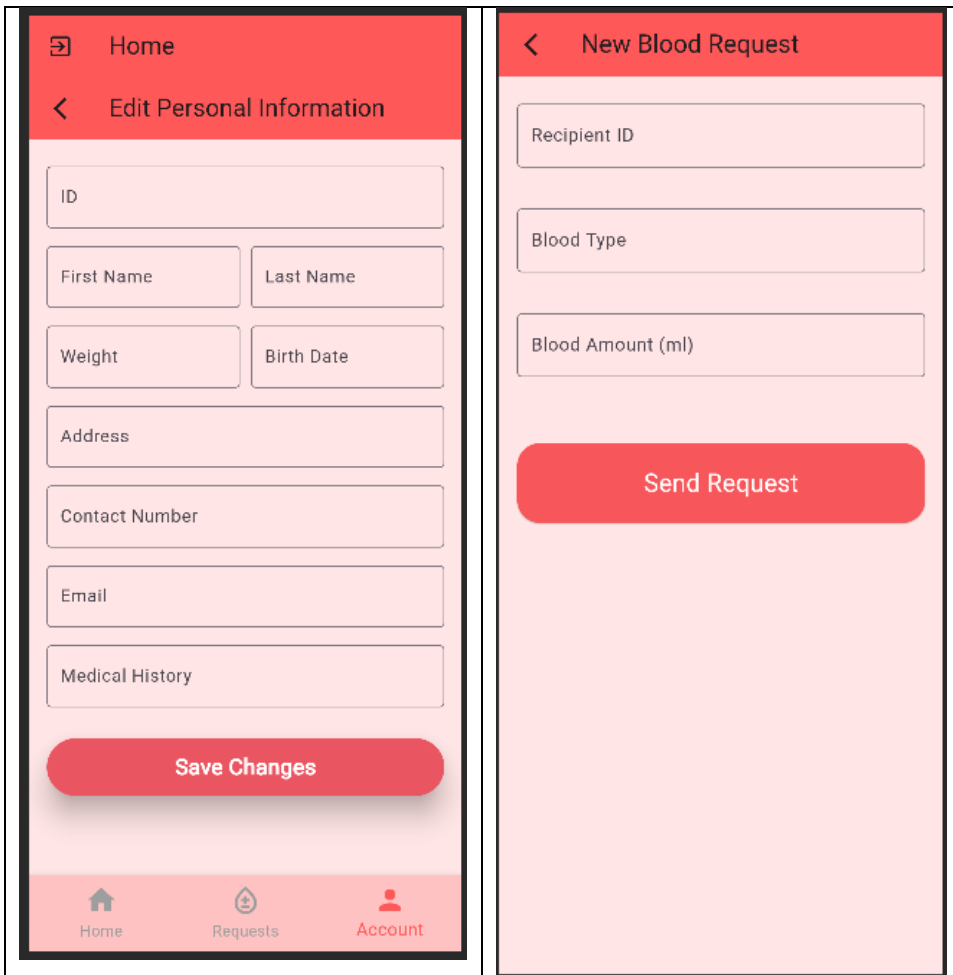 Home
Edit Personal Information
ID
First Name
Last Name
Weight
Birth Date
Address
Contact Number
Email
Medical History
Save Changes
Home
Requests
Account
New Blood Request
Recipient ID
Blood Type
Blood Amount (ml)
Send Request